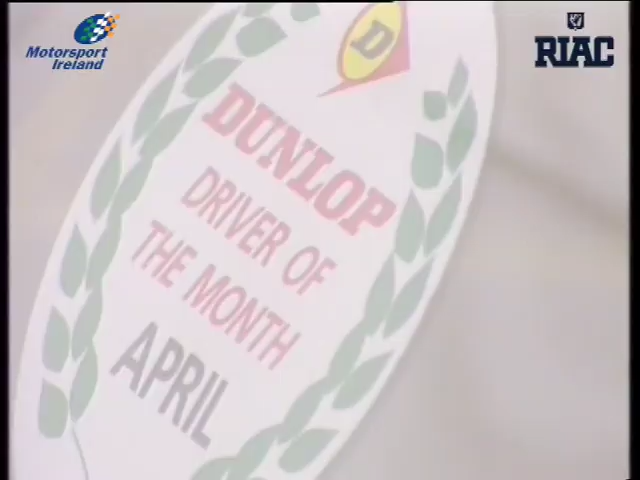 Motorsport
Ireland
RIAC
D
DUNLOP
DRIVER OF
THE MONTH
APRIL